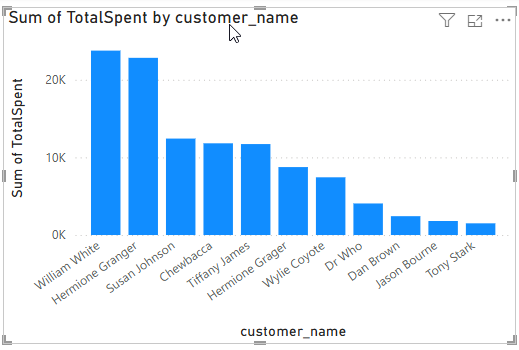 Sum of TotalSpent by customer_name
Sum of TotalSpent
20K
10K
0K
William White
Hermione Granger
Susan Johnson
Chewbacca
Tiffany James
Hermione Grager
Wylie Coyote
Dr Who
Dan Brown
Jason Bourne
Tony Stark
customer_name